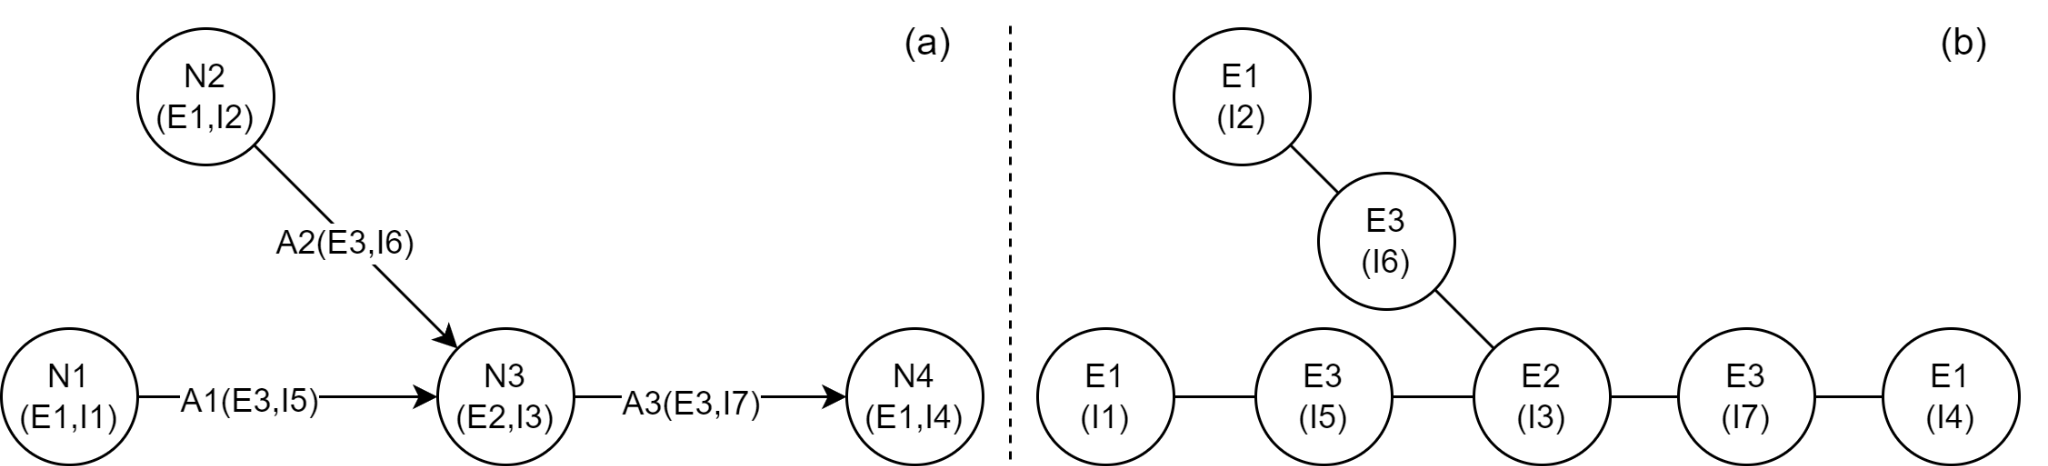 (a)
N2
(E1,I2)
A2(E3,I6)
N1
(E1,I1)
A1(E3,I5)
N3
(E2,I3)
A3(E3,I7)
N4
(E1,I4)
(b)
E1
(I2)
E3
(I6)
E1
(I1)
E3
(I5)
E2
(I3)
E3
(I7)
E1
(I4)